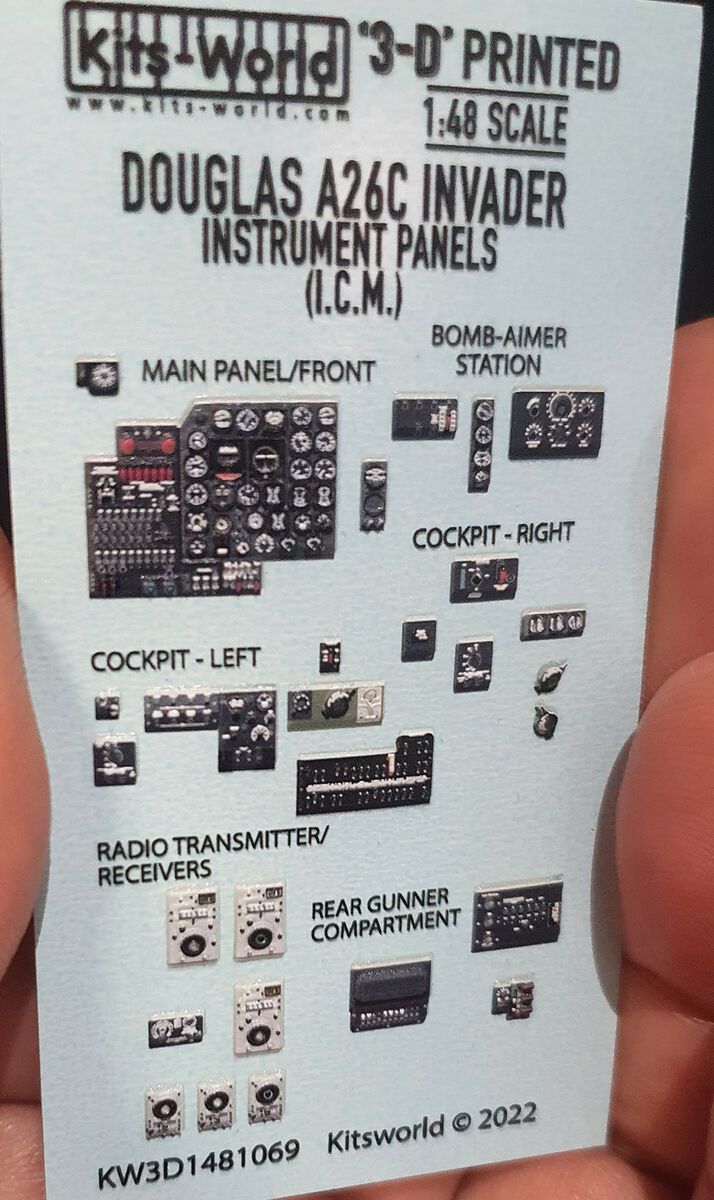 Kits-World
www.kits-world.com
'3-D' PRINTED
1:48 SCALE
DOUGLAS A26C INVADER
INSTRUMENT PANELS
(I.C.M.)
MAIN PANEL/FRONT
BOMB-AIMER
STATION
COCKPIT - RIGHT
COCKPIT - LEFT
RADIO TRANSMITTER/
RECEIVERS
REAR GUNNER
COMPARTMENT
KW3D1481069
Kitsworld © 2022